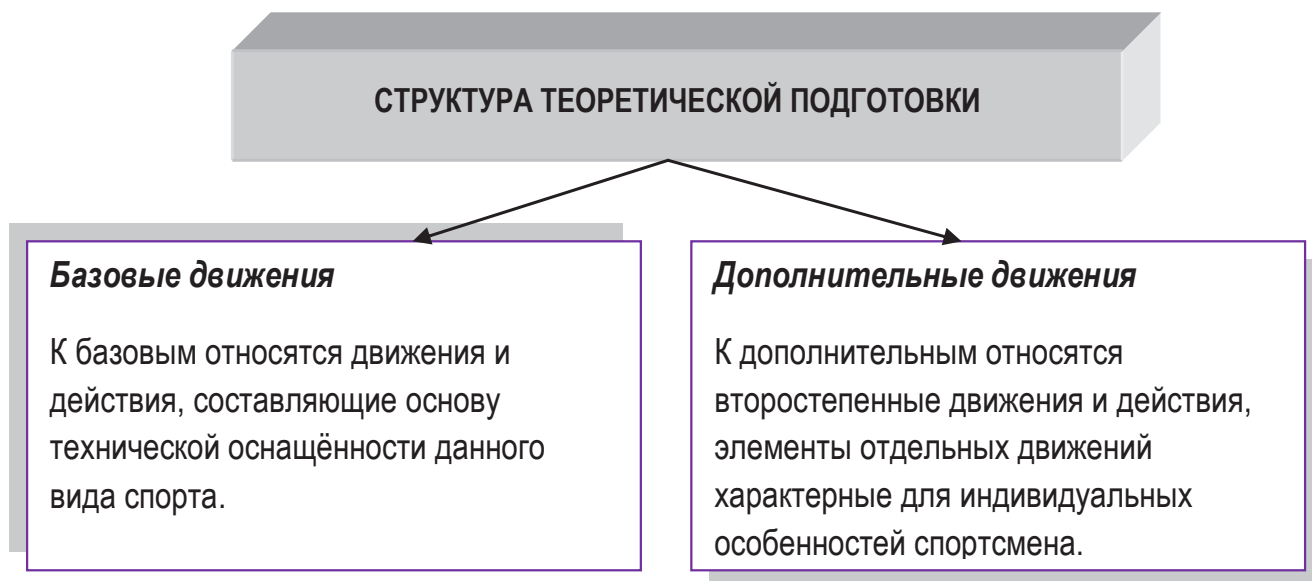 СТРУКТУРА ТЕОРЕТИЧЕСКОЙ ПОДГОТОВКИ
Базовые движения
К базовым относятся движения и
действия, составляющие основу
технической оснащённости данного
вида спорта.
Дополнительные движения
К дополнительным относятся
второстепенные движения и действия,
элементы отдельных движений
характерные для индивидуальных
особенностей спортсмена.